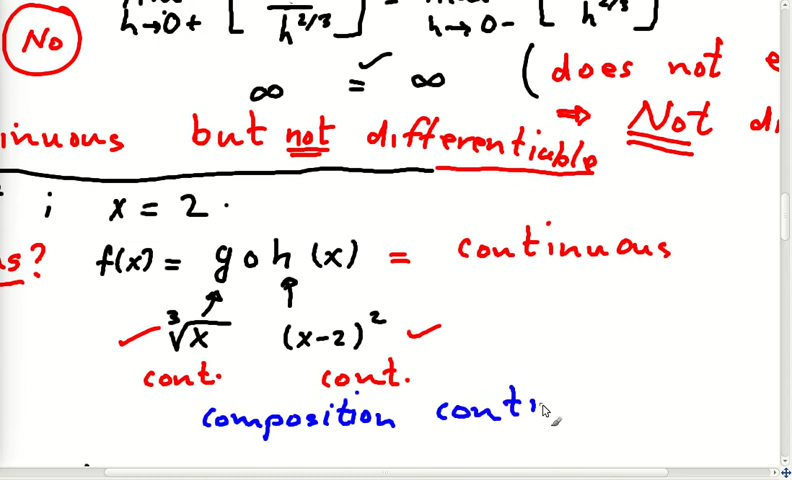 h→0+ [ h^{2/3} ] = h→0- [ h^{2/3} ]
No
∞ = ∞ ( does not
⇒ Not
inuous but not differentiable
; x = 2 .
? f(x) = g o h (x) = continuous
∛x (x-2)²
cont. cont.
composition conti